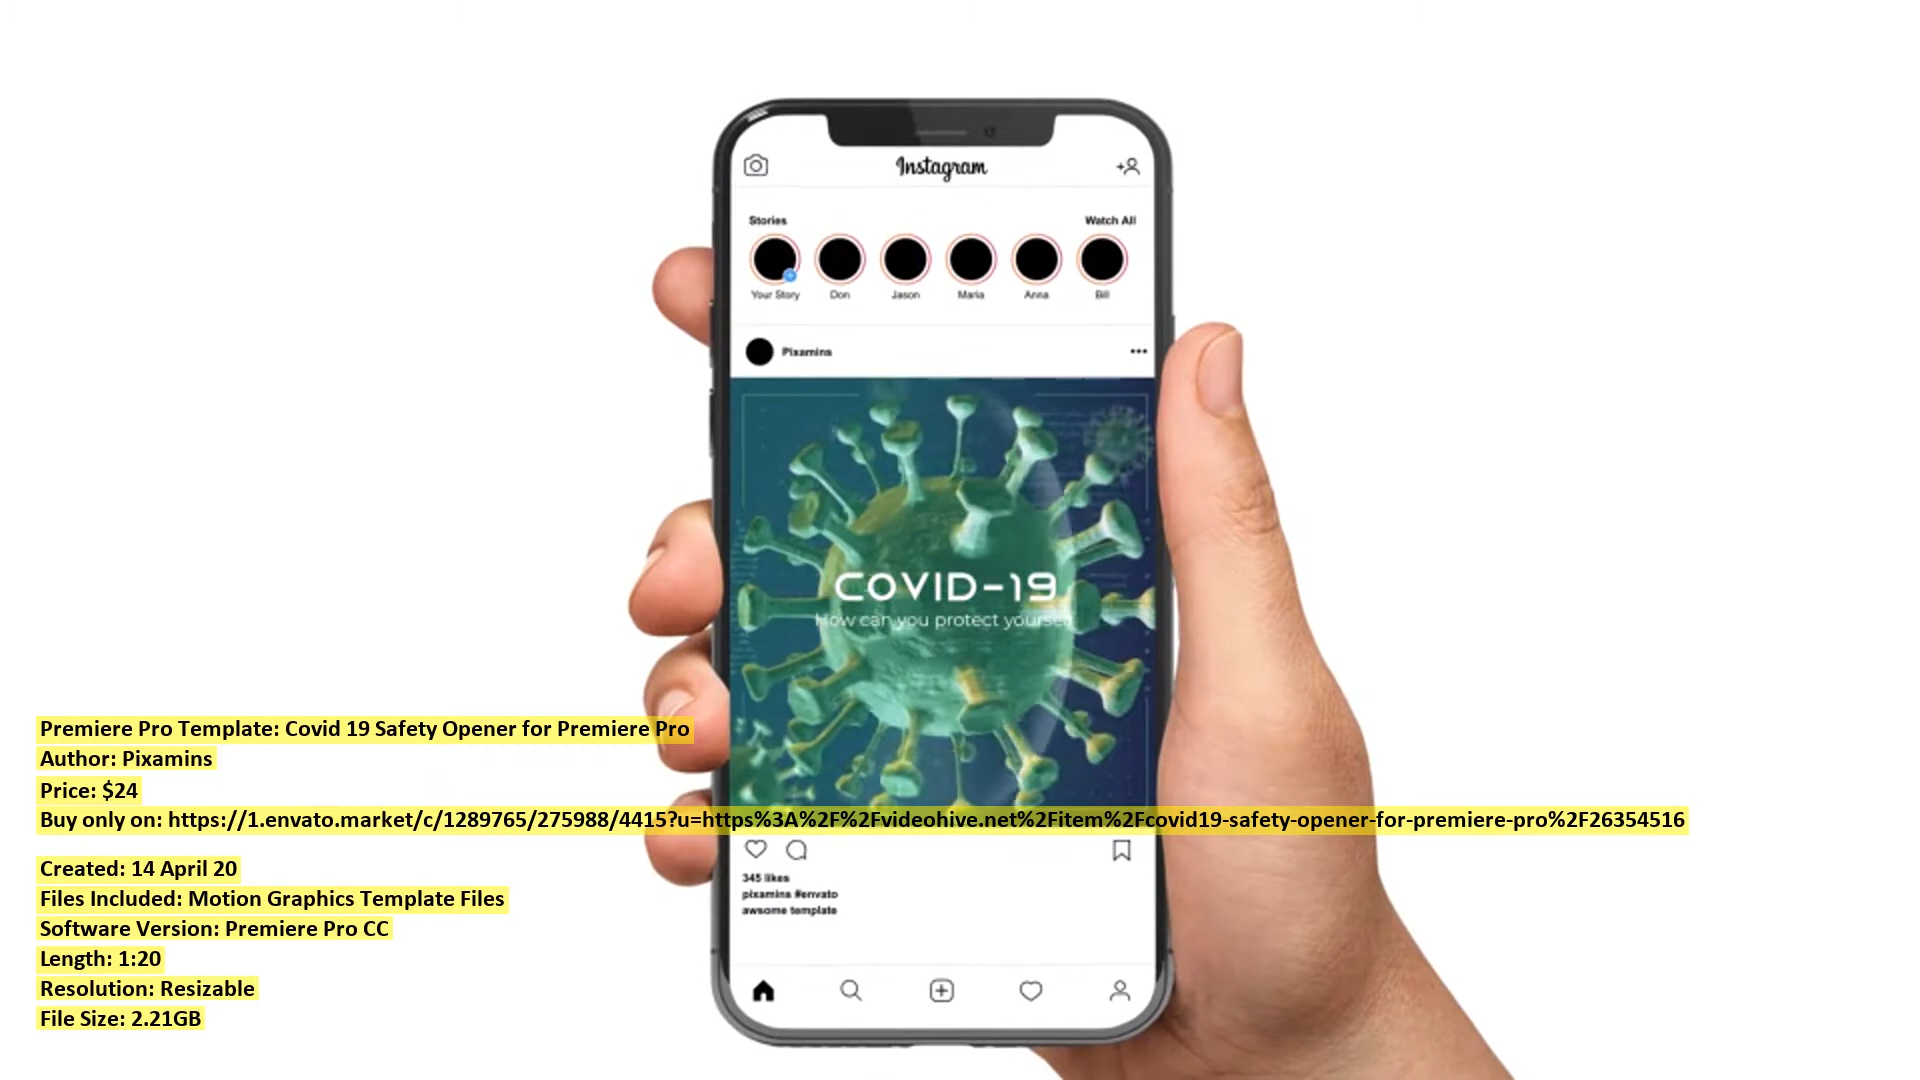 Instagram
Stories
Watch All
Your Story
Don
Jason
Maria
Anna
Bill
Pixamins
COVID-19
How can you protect yourself
Premiere Pro Template: Covid 19 Safety Opener for Premiere Pro
Author: Pixamins
Price: $24
Buy only on: https://1.envato.market/c/1289765/275988/4415?u=https%3A%2F%2Fvideohive.net%2Fitem%2Fcovid19-safety-opener-for-premiere-pro%2F26354516
345 likes
pixamins #envato
awsome template
Created: 14 April 20
Files Included: Motion Graphics Template Files
Software Version: Premiere Pro CC
Length: 1:20
Resolution: Resizable
File Size: 2.21GB